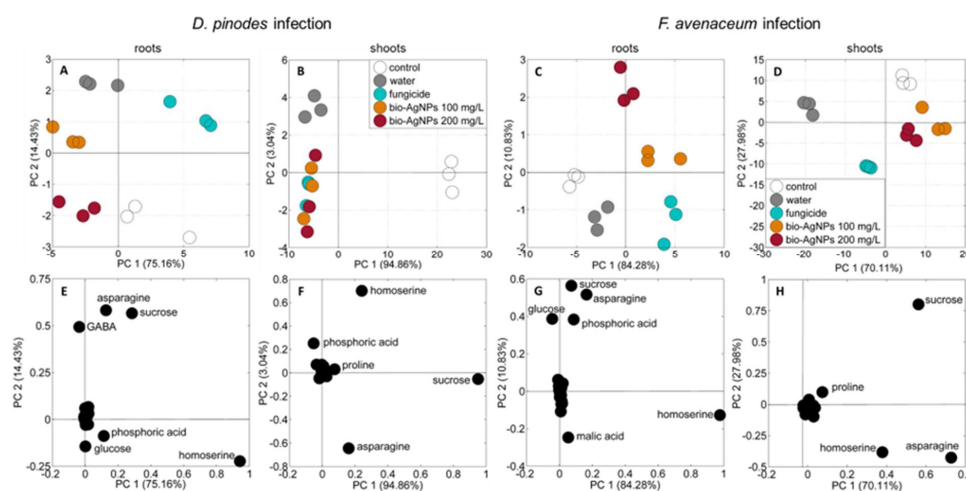 D. pinodes infection
F. avenaceum infection
roots
shoots
roots
shoots
A
3
2
1
0
-1
-2
-3
-5
0
5
10
PC 2 (14.43%)
PC 1 (75.16%)
B
6
4
2
0
-2
-4
-10
0
10
20
30
PC 2 (3.04%)
PC 1 (94.86%)
control
water
fungicide
bio-AgNPs 100 mg/L
bio-AgNPs 200 mg/L
C
3
2
1
0
-1
-2
-10
-5
0
5
10
PC 2 (10.83%)
PC 1 (84.28%)
D
15
10
5
0
-5
-10
-15
-20
-25
-30
-30
-20
-10
0
10
20
PC 2 (27.98%)
PC 1 (70.11%)
control
water
fungicide
bio-AgNPs 100 mg/L
bio-AgNPs 200 mg/L
E
0.75
0.5
0.25
0
-0.25
-0.2
0
0.2
0.4
0.6
0.8
1
PC 2 (14.43%)
PC 1 (75.16%)
asparagine
sucrose
GABA
phosphoric acid
glucose
homoserine
F
0.8
0.6
0.4
0.2
0
-0.2
-0.4
-0.6
-0.8
-0.2
0
0.2
0.4
0.6
0.8
1
PC 2 (3.04%)
PC 1 (94.86%)
homoserine
phosphoric acid
proline
sucrose
asparagine
G
0.6
0.4
0.2
0
-0.2
-0.4
-0.2
0
0.2
0.4
0.6
0.8
1
PC 2 (10.83%)
PC 1 (84.28%)
sucrose
asparagine
glucose
phosphoric acid
homoserine
malic acid
H
1
0.75
0.5
0.25
0
-0.25
-0.5
-0.2
0
0.2
0.4
0.6
0.8
PC 2 (27.98%)
PC 1 (70.11%)
sucrose
proline
homoserine
asparagine